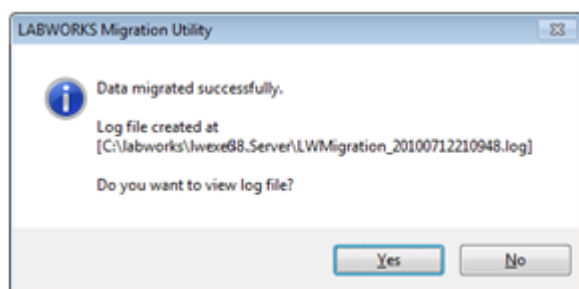 LABWORKS Migration Utility
Data migrated successfully.
Log file created at
[C:\labworks\lwexe68.Server\LWMigration_20100712210948.log]
Do you want to view log file?
Yes No